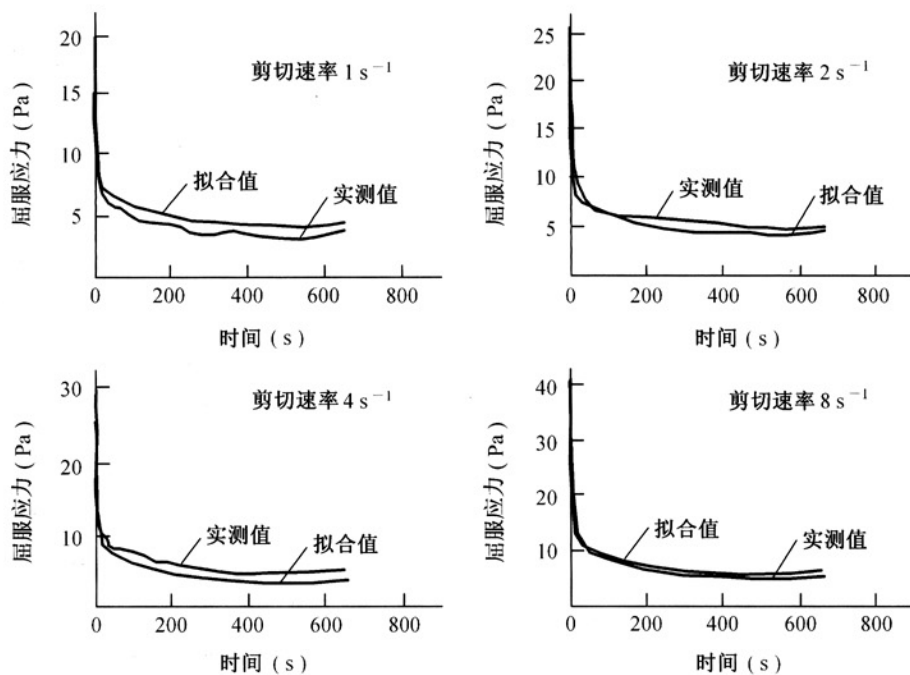 屈服应力（Pa）
20
15
10
5
剪切速率 1 s⁻¹
拟合值
实测值
0 200 400 600 800
时间（s）
屈服应力（Pa）
25
20
15
10
5
剪切速率 2 s⁻¹
实测值
拟合值
0 200 400 600 800
时间（s）
屈服应力（Pa）
30
20
10
剪切速率 4 s⁻¹
实测值
拟合值
0 200 400 600 800
时间（s）
屈服应力（Pa）
40
30
20
10
剪切速率 8 s⁻¹
拟合值
实测值
0 200 400 600 800
时间（s）